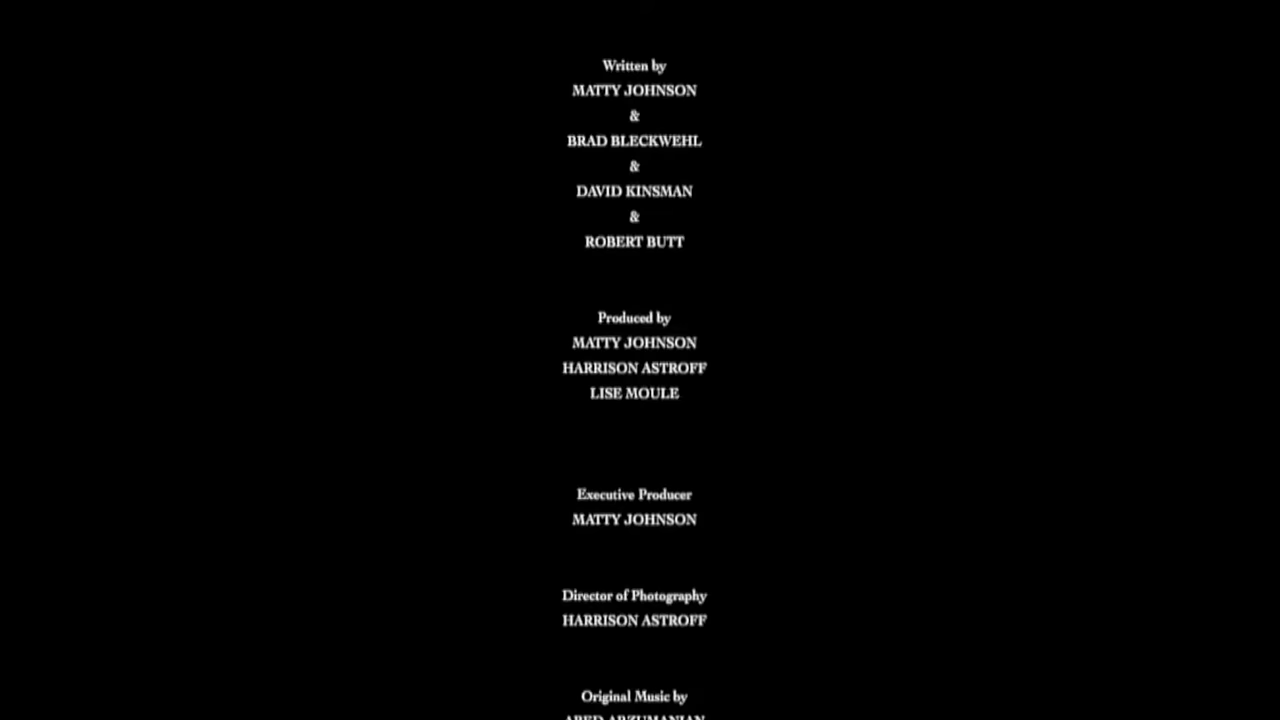 Written by
MATTY JOHNSON
&
BRAD BLECKWEHL
&
DAVID KINSMAN
&
ROBERT BUTT
Produced by
MATTY JOHNSON
HARRISON ASTROFF
LISE MOULE
Executive Producer
MATTY JOHNSON
Director of Photography
HARRISON ASTROFF
Original Music by